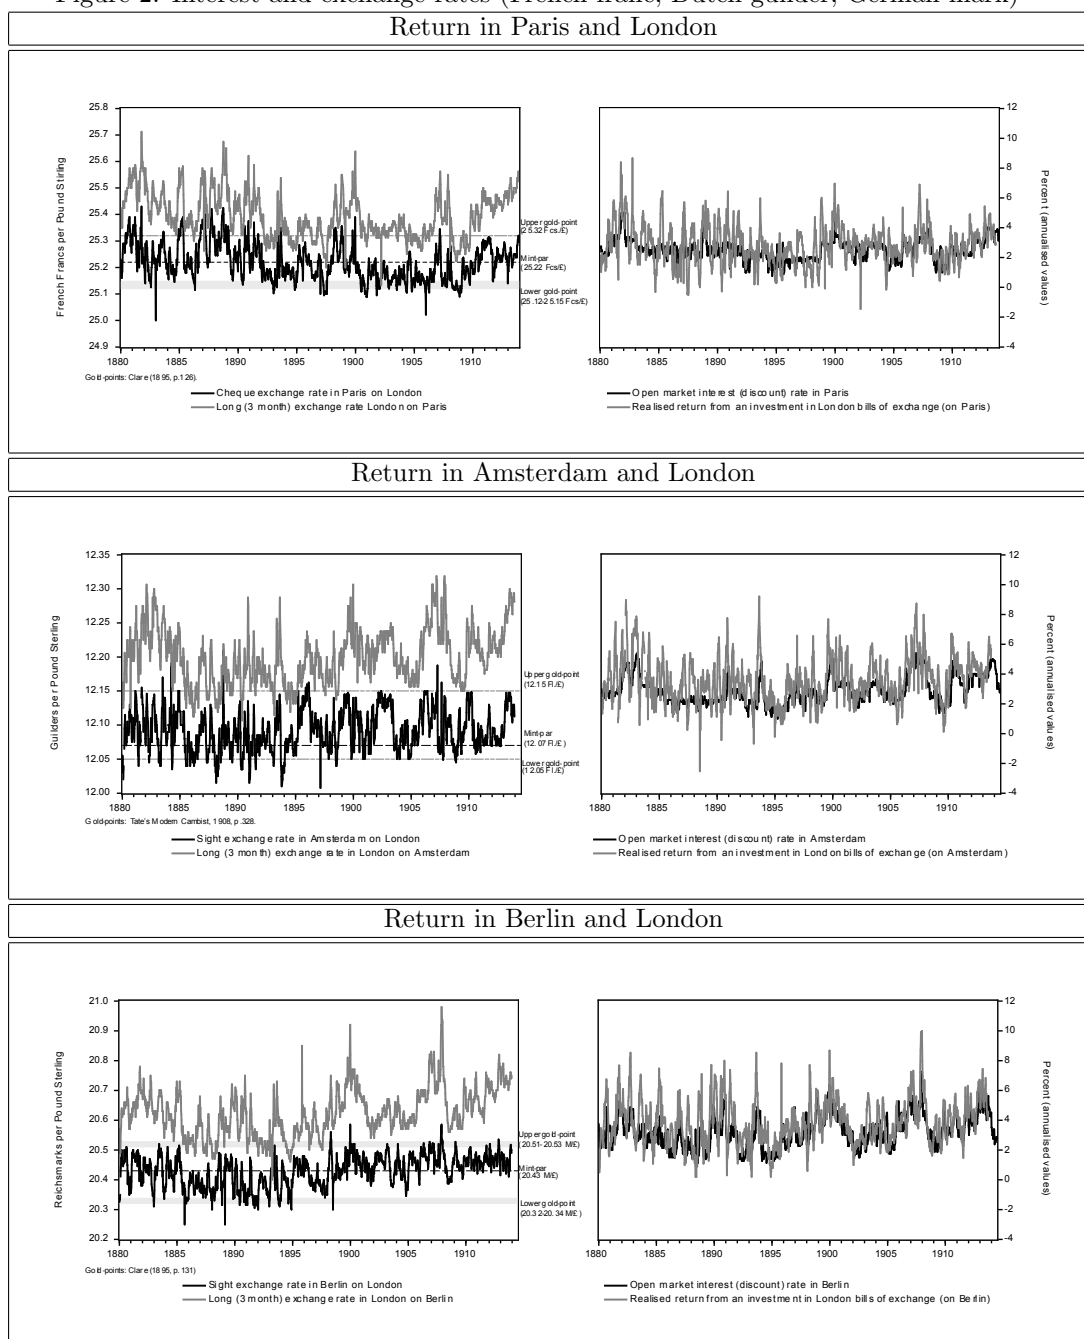 Figure 2: Interest and exchange rates (French franc, Dutch gulder, German mark)
Return in Paris and London
25.8
25.7
25.6
25.5
25.4
25.3
25.2
25.1
25.0
24.9
French Francs per Pound Stirling
1880 1885 1890 1895 1900 1905 1910
Upper gold-point
(25.32 Fcs/£)
Mint-par
(25.22 Fcs/£)
Lower gold-point
(25.12-25.15 Fcs/£)
Gold-points: Clare (1895, p.126).
Cheque exchange rate in Paris on London
Long (3 month) exchange rate London on Paris
12
10
8
6
4
2
0
-2
-4
Percent (annualised values)
1880 1885 1890 1895 1900 1905 1910
Open market interest (discount) rate in Paris
Realised return from an investment in London bills of exchange (on Paris)
Return in Amsterdam and London
12.35
12.30
12.25
12.20
12.15
12.10
12.05
12.00
Guilders per Pound Sterling
1880 1885 1890 1895 1900 1905 1910
Upper gold-point
(12.15 Fl./£)
Mint-par
(12.07 Fl./£)
Lower gold-point
(12.05 Fl./£)
Gold-points: Tate's Modern Cambist, 1908, p.328.
Sight exchange rate in Amsterdam on London
Long (3 month) exchange rate in London on Amsterdam
12
10
8
6
4
2
0
-2
-4
Percent (annualised values)
1880 1885 1890 1895 1900 1905 1910
Open market interest (discount) rate in Amsterdam
Realised return from an investment in London bills of exchange (on Amsterdam)
Return in Berlin and London
21.0
20.9
20.8
20.7
20.6
20.5
20.4
20.3
20.2
Reichsmarks per Pound Sterling
1880 1885 1890 1895 1900 1905 1910
Upper gold-point
(20.51-20.53 M/£)
Mint-par
(20.43 M/£)
Lower gold-point
(20.32-20.34 M/£)
Gold-points: Clare (1895, p. 131)
Sight exchange rate in Berlin on London
Long (3 month) exchange rate in London on Berlin
12
10
8
6
4
2
0
-2
-4
Percent (annualised values)
1880 1885 1890 1895 1900 1905 1910
Open market interest (discount) rate in Berlin
Realised return from an investment in London bills of exchange (on Berlin)